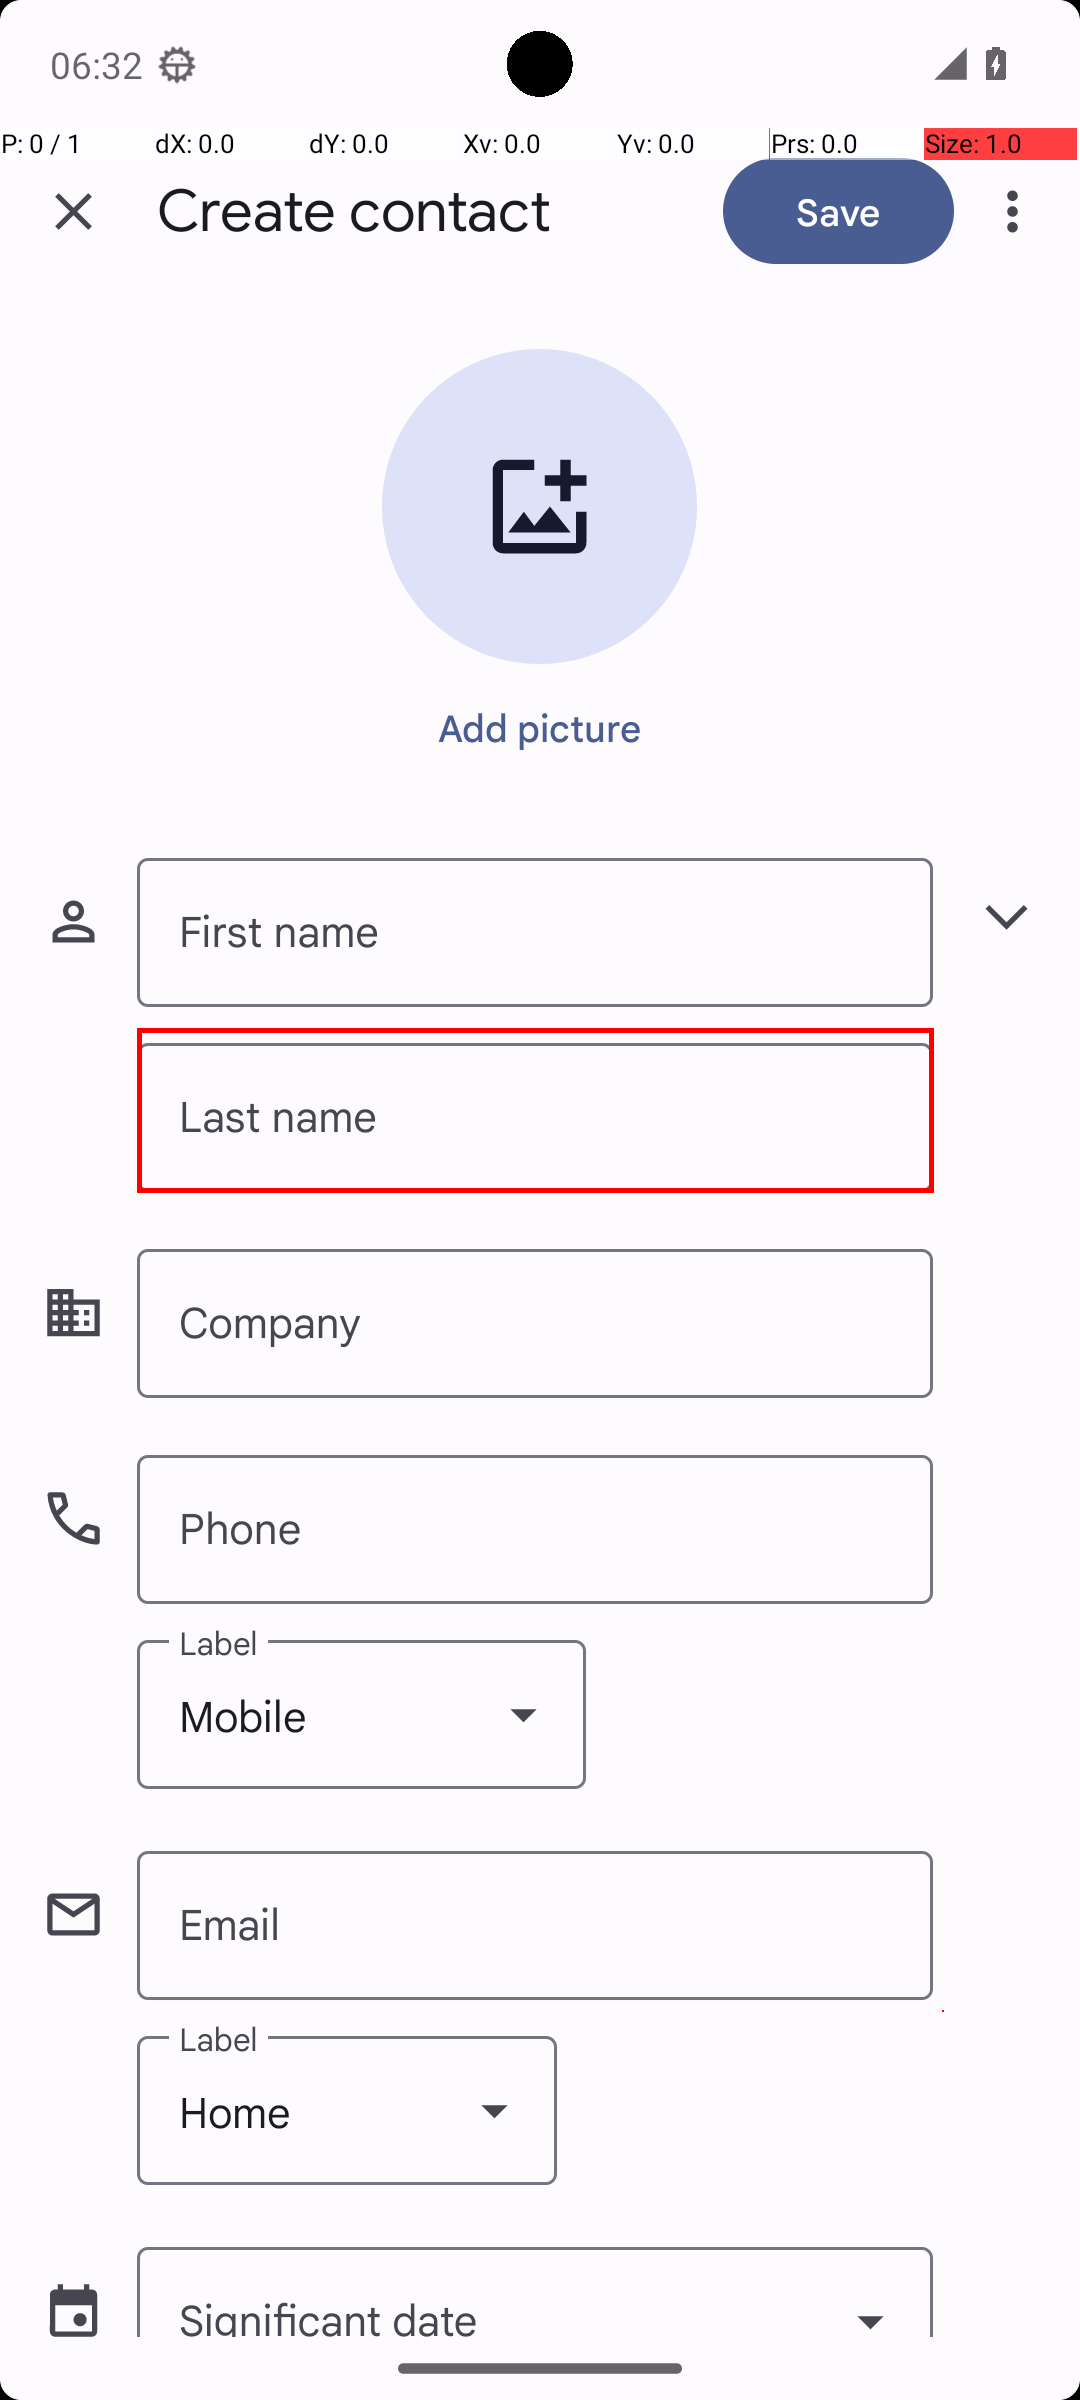 06:32
P: 0 / 1 dX: 0.0 dY: 0.0 Xv: 0.0 Yv: 0.0 Prs: 0.0 Size: 1.0
Create contact Save
Add picture
First name
Last name
Company
Phone
Label
Mobile
Email
Label
Home
Significant date